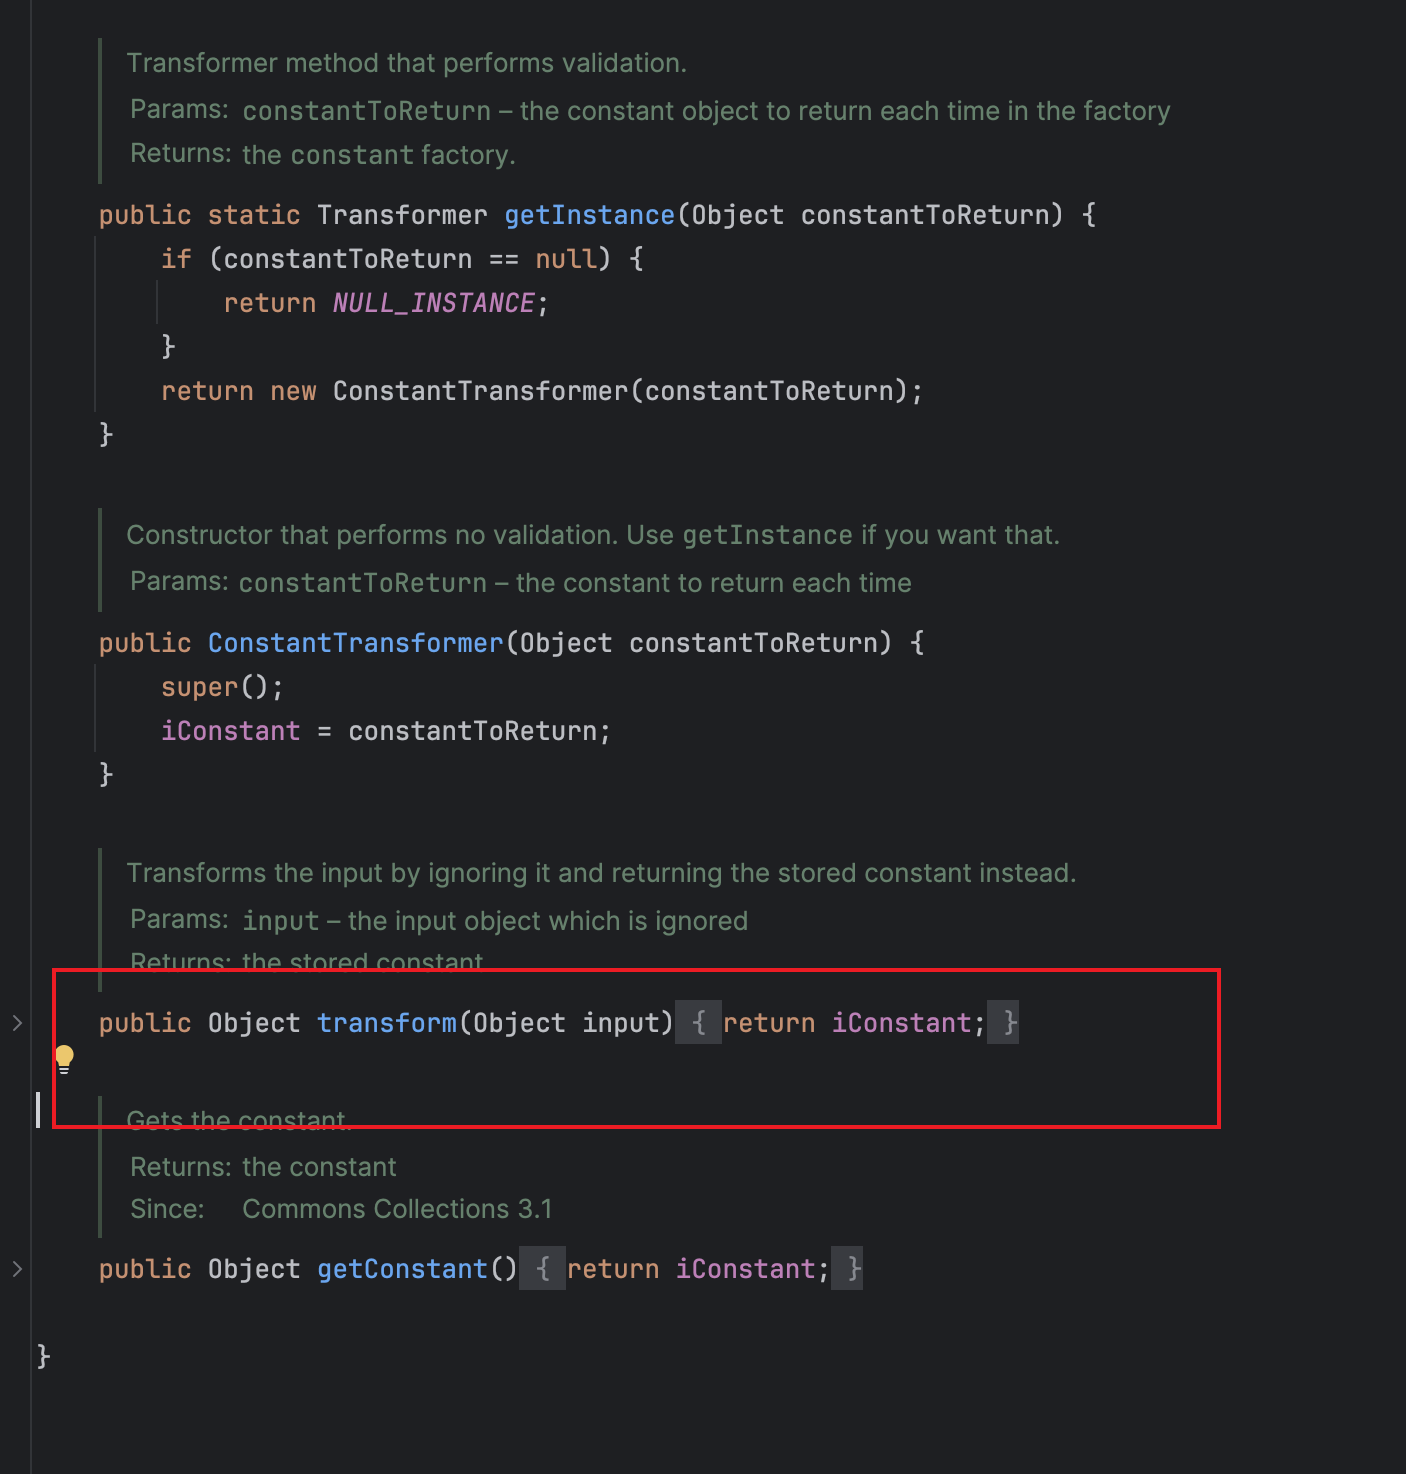 Transformer method that performs validation.
Params: constantToReturn – the constant object to return each time in the factory
Returns: the constant factory.
public static Transformer getInstance(Object constantToReturn) {
if (constantToReturn == null) {
return NULL_INSTANCE;
}
return new ConstantTransformer(constantToReturn);
}
Constructor that performs no validation. Use getInstance if you want that.
Params: constantToReturn – the constant to return each time
public ConstantTransformer(Object constantToReturn) {
super();
iConstant = constantToReturn;
}
Transforms the input by ignoring it and returning the stored constant instead.
Params: input – the input object which is ignored
Returns: the stored constant
public Object transform(Object input) { return iConstant; }
Gets the constant.
Returns: the constant
Since: Commons Collections 3.1
public Object getConstant() { return iConstant; }
}